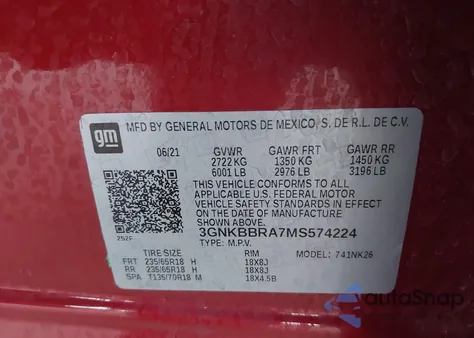 gm
MFD BY GENERAL MOTORS DE MEXICO, S. DE R.L. DE C.V.
06/21 GVWR GAWR FRT GAWR RR
2722 KG 1350 KG 1450 KG
6001 LB 2976 LB 3196 LB
THIS VEHICLE CONFORMS TO ALL
APPLICABLE U.S. FEDERAL MOTOR
VEHICLE SAFETY STANDARDS IN EFFECT
ON THE DATE OF MANUFACTURE
SHOWN ABOVE.
3GNKBBRA7MS574224
TYPE: M.P.V.
252F
TIRE SIZE RIM MODEL: 741NK26
FRT 235/65R18 H 18X8J
RR 235/65R18 H 18X8J
SPA T135/70R18 M 18X4.5B
autoSnap